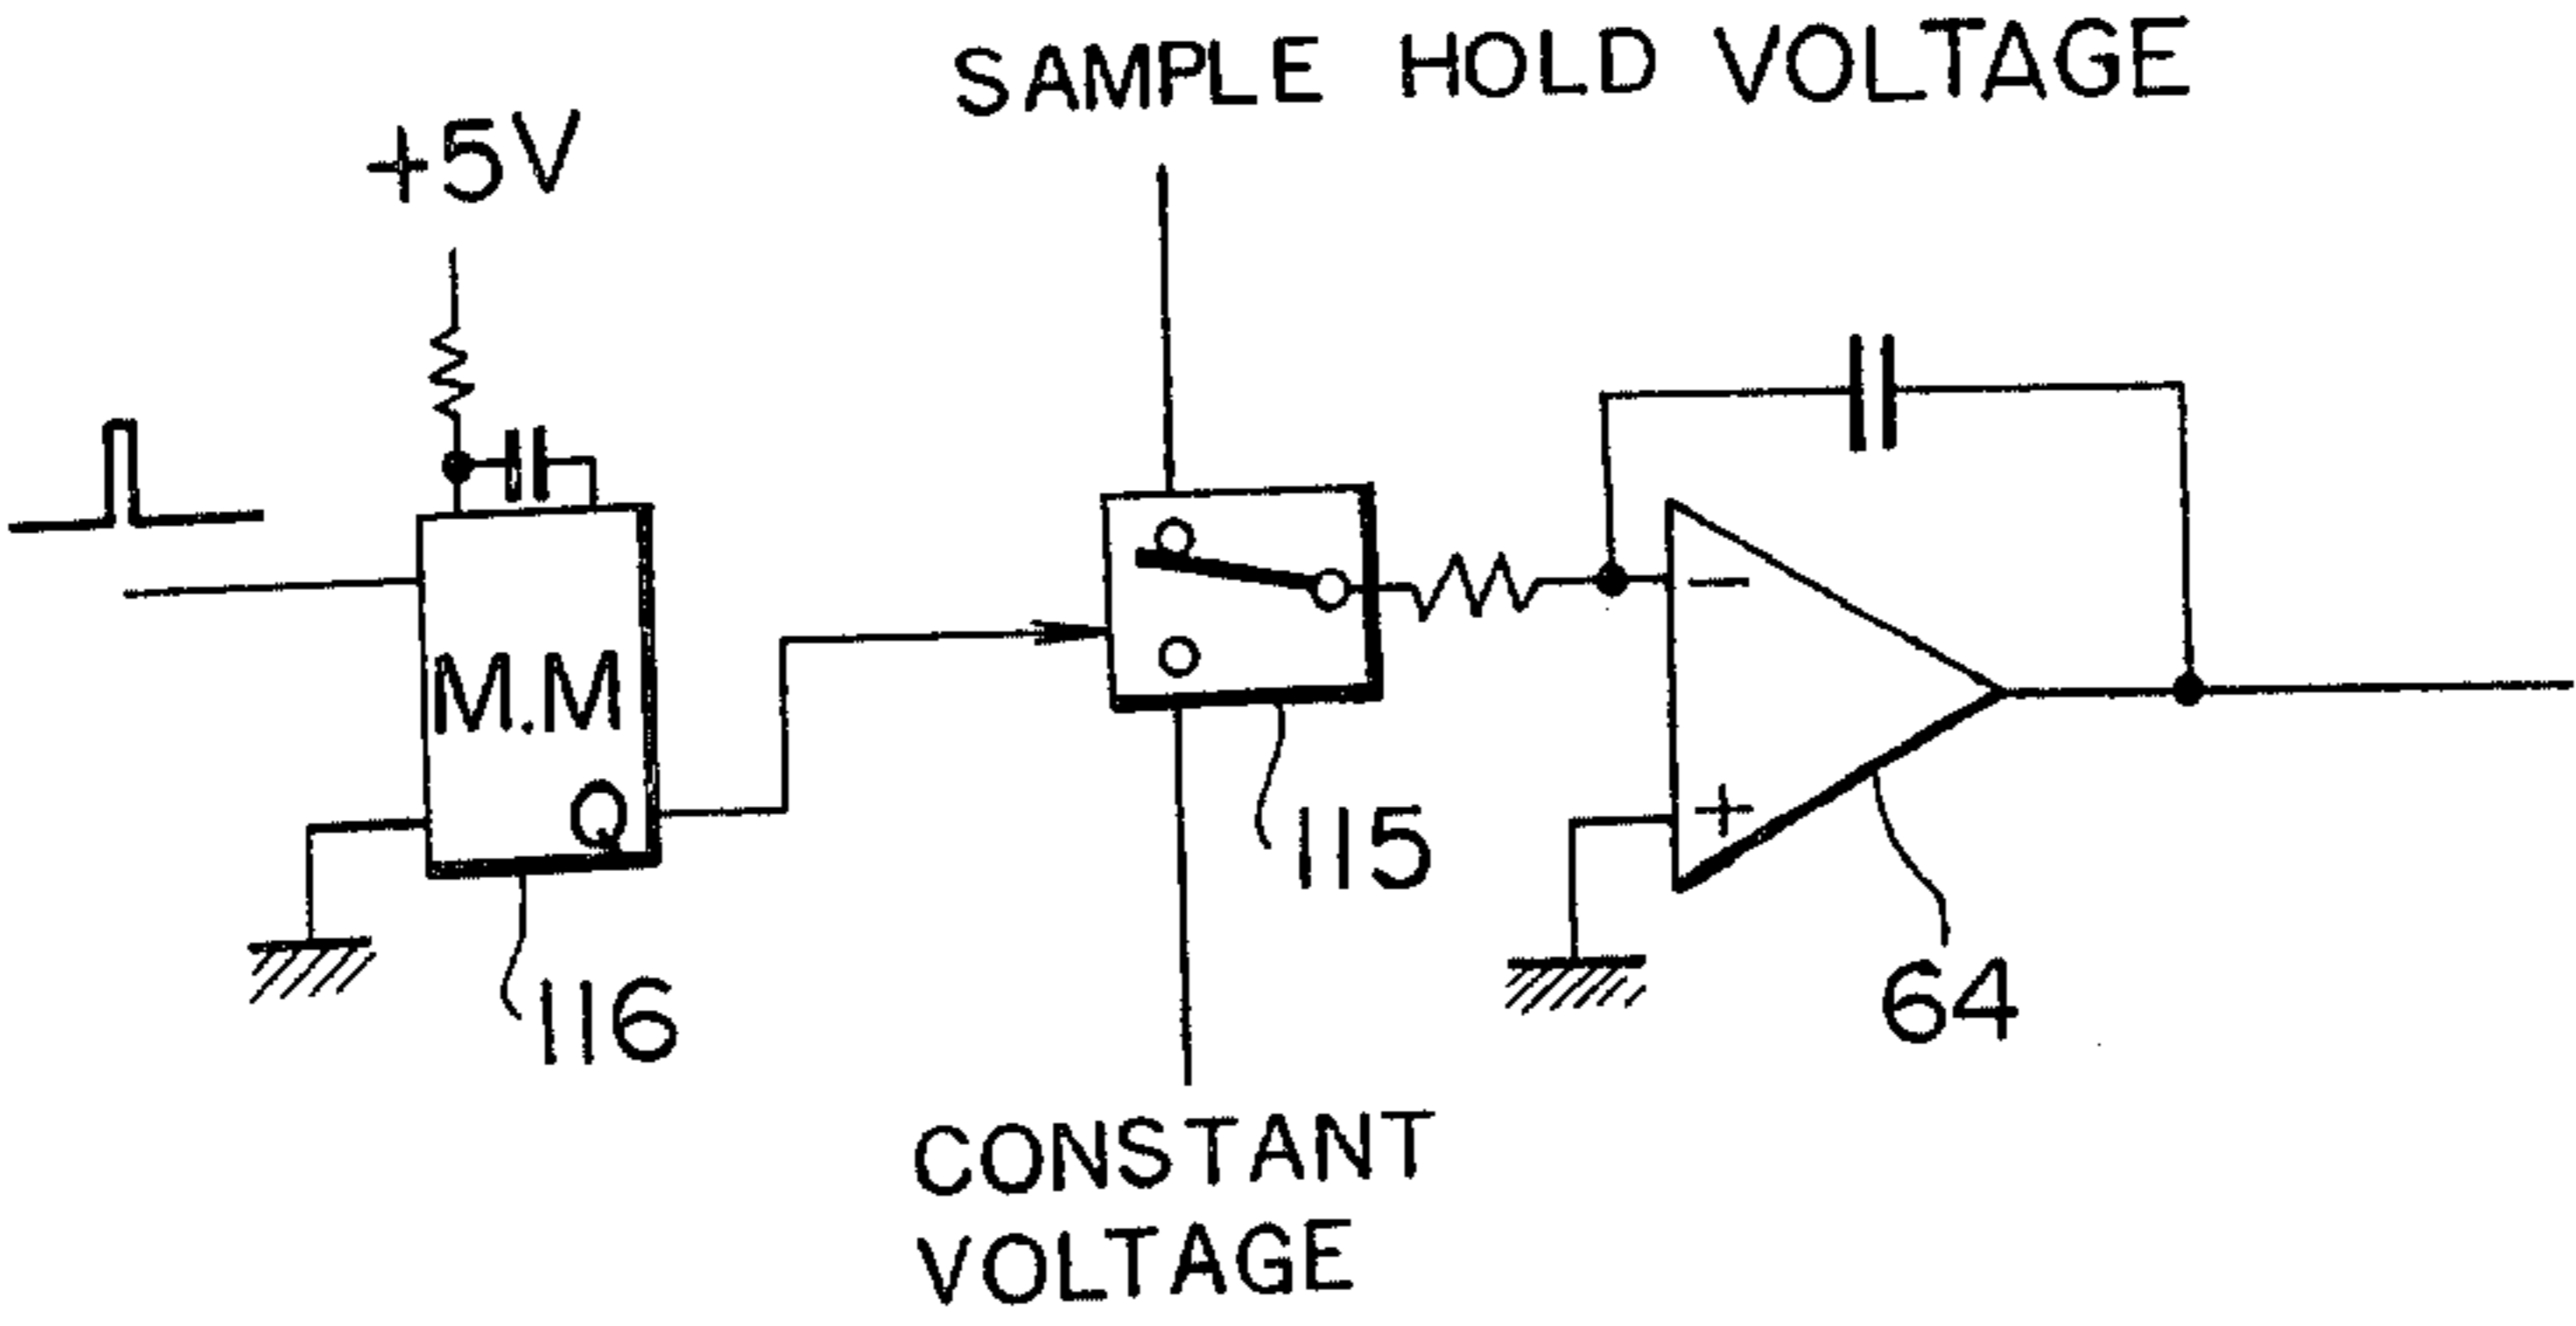 SAMPLE HOLD VOLTAGE
+5V
M.M
Q
−
+
115
116
64
CONSTANT
VOLTAGE